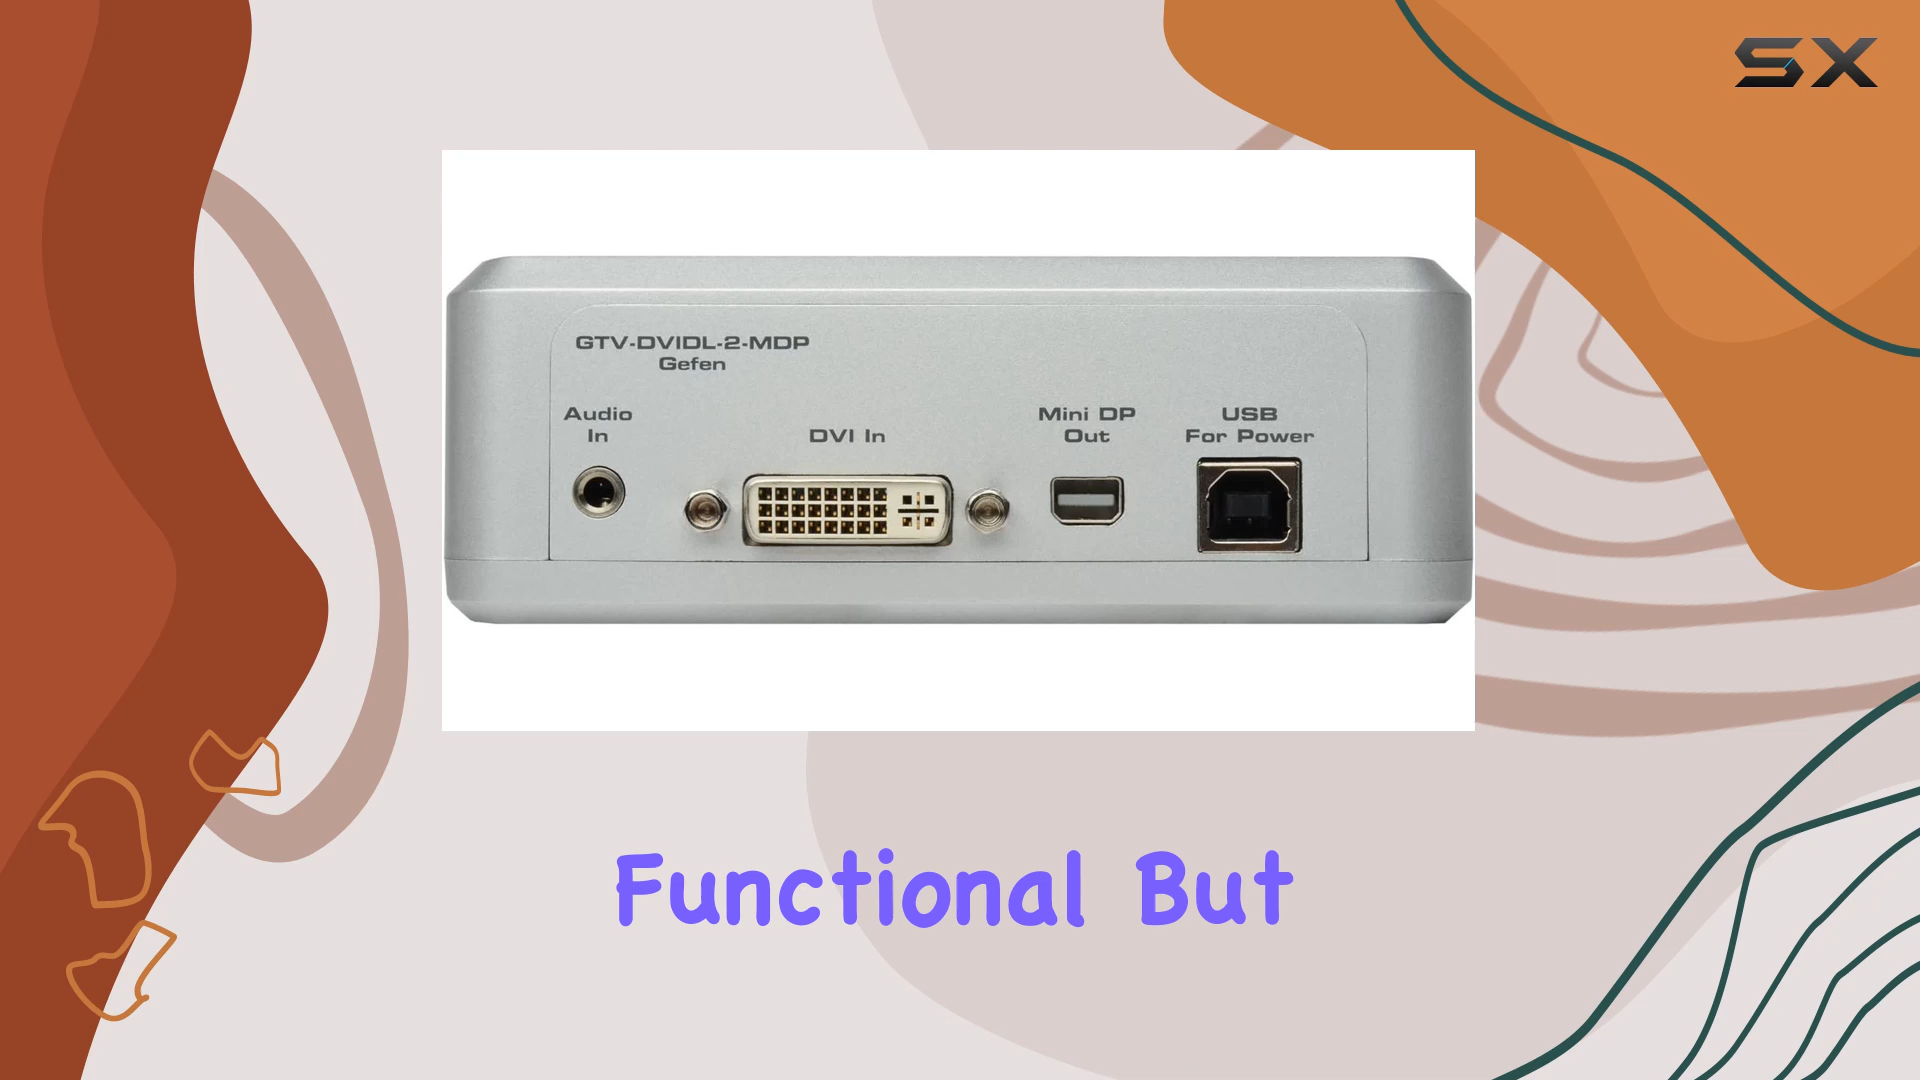 SX
GTV-DVIDL-2-MDP
Gefen
Audio
In
DVI In
Mini DP
Out
USB
For Power
Functional But